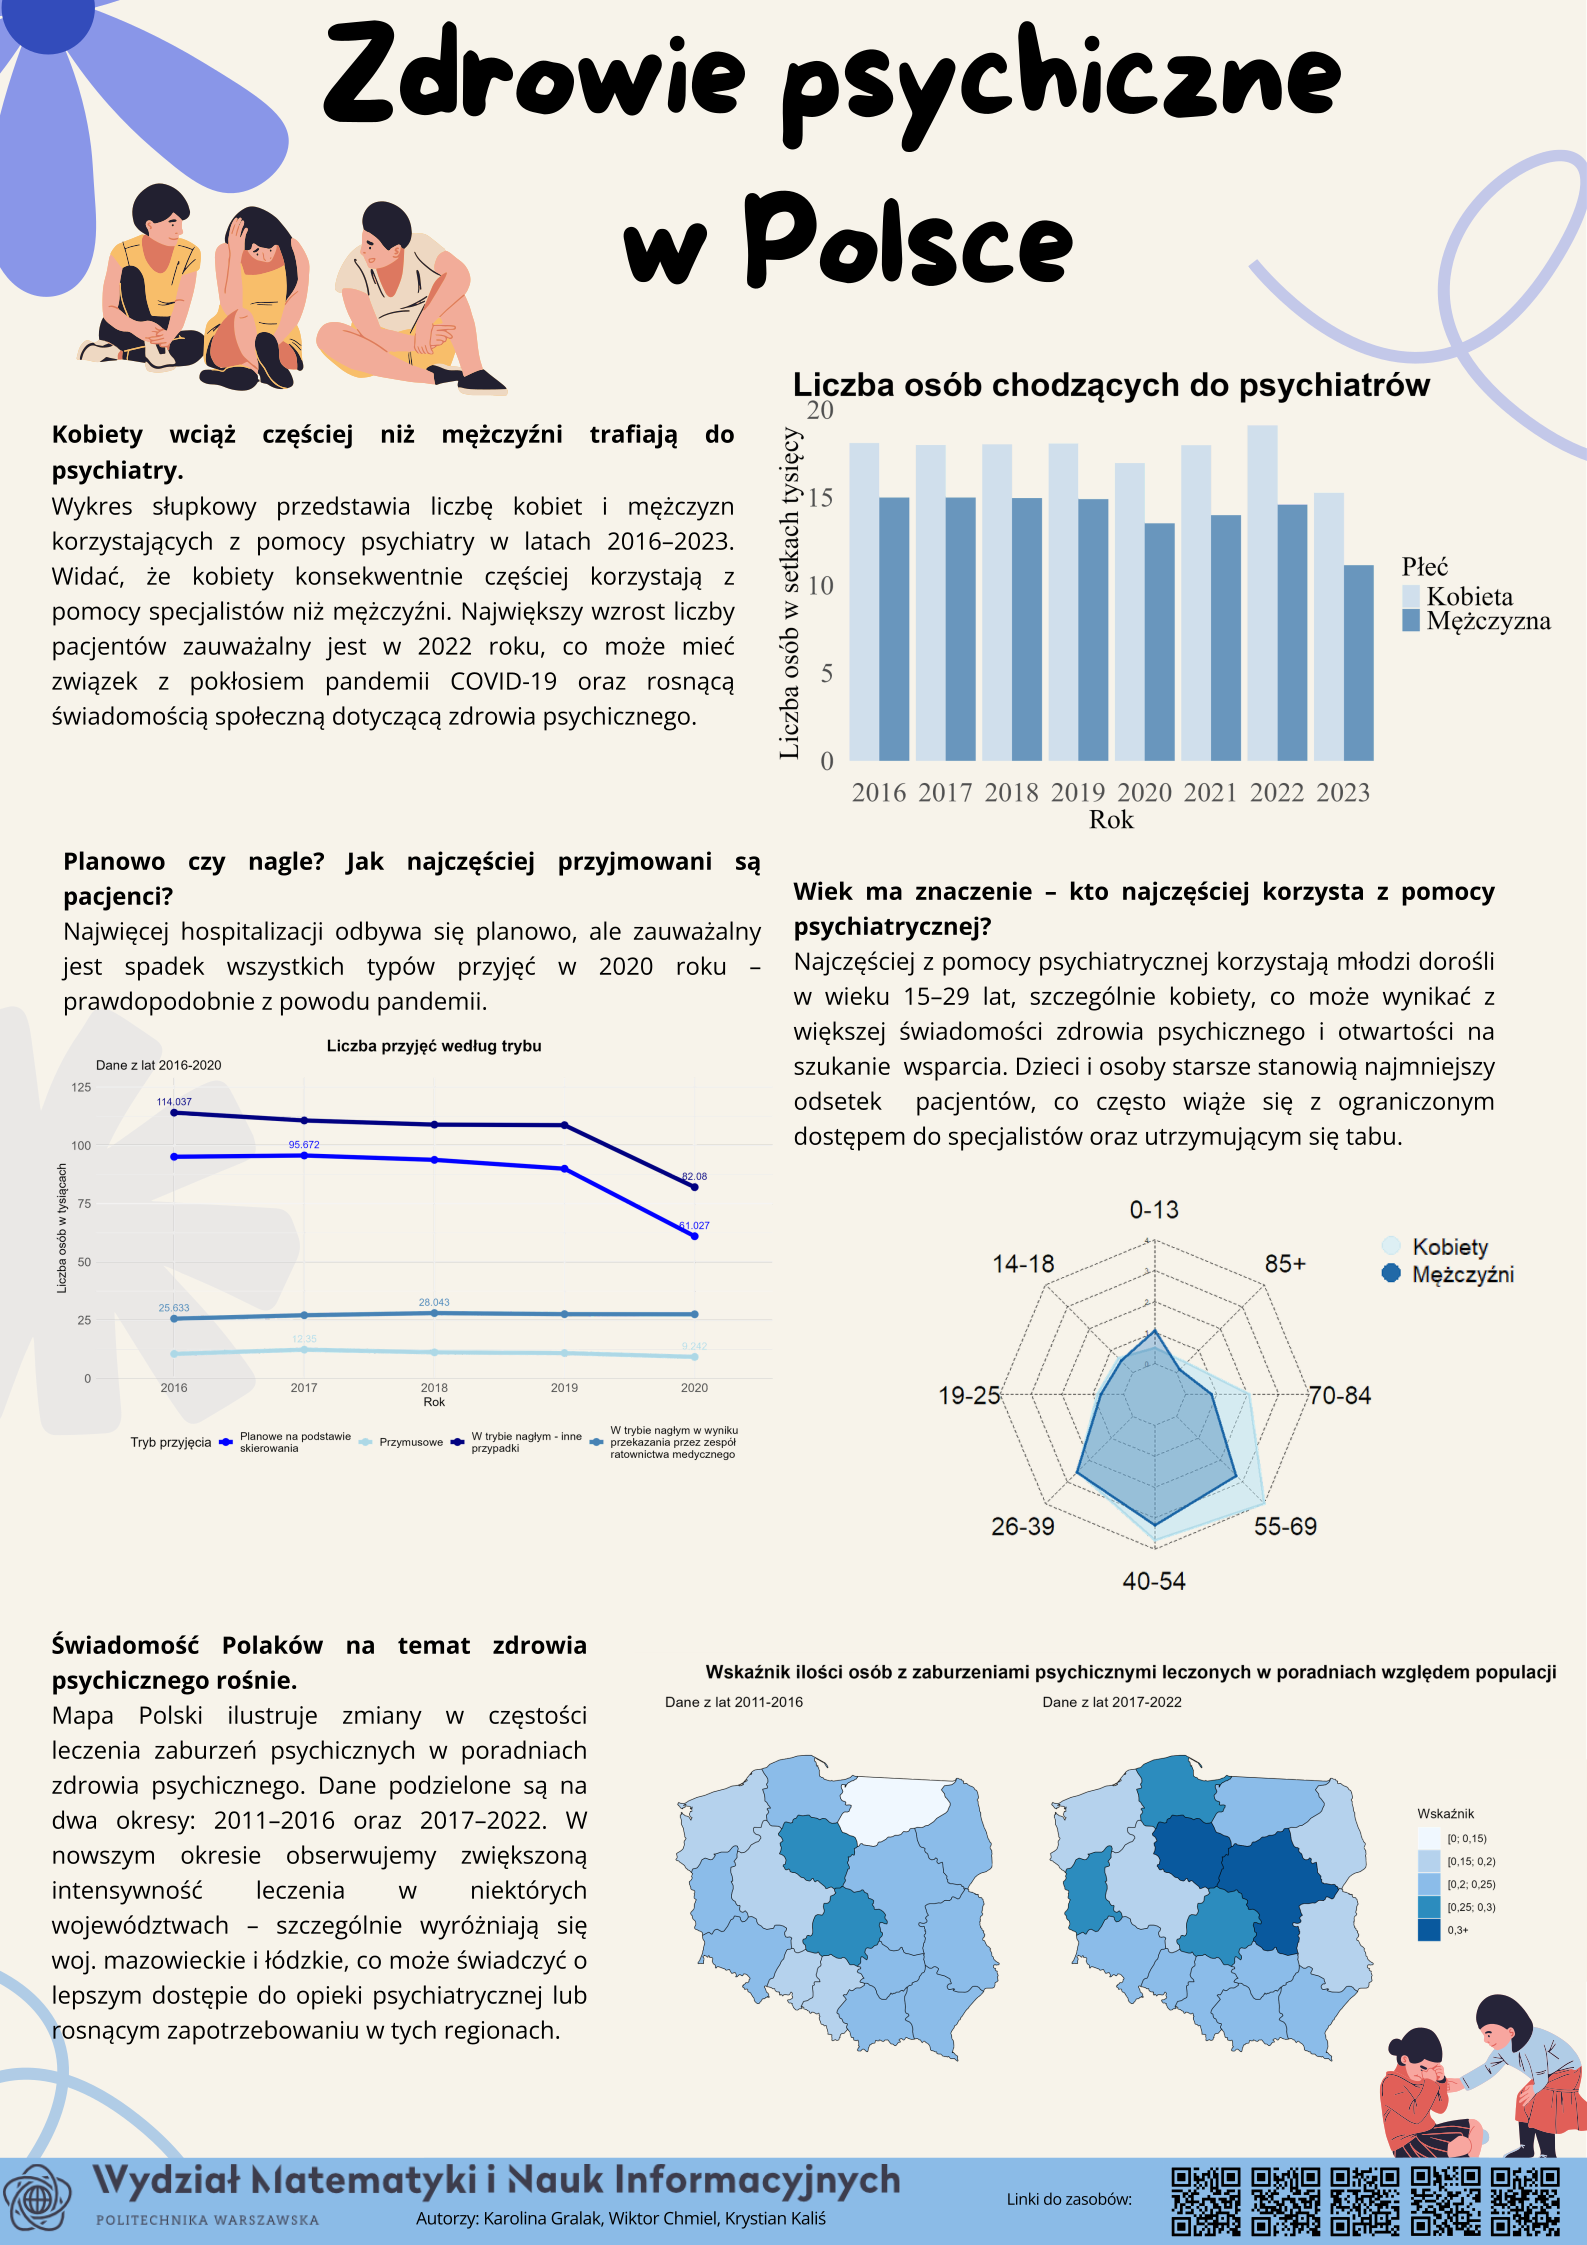 Zdrowie psychiczne
w Polsce
Kobiety wciąż częściej niż mężczyźni trafiają do
psychiatry.
Wykres słupkowy przedstawia liczbę kobiet i mężczyzn
korzystających z pomocy psychiatry w latach 2016–2023.
Widać, że kobiety konsekwentnie częściej korzystają z
pomocy specjalistów niż mężczyźni. Największy wzrost liczby
pacjentów zauważalny jest w 2022 roku, co może mieć
związek z pokłosiem pandemii COVID-19 oraz rosnącą
świadomością społeczną dotyczącą zdrowia psychicznego.
Liczba osób chodzących do psychiatrów
Liczba osób w setkach tysięcy
20
15
10
5
0
2016 2017 2018 2019 2020 2021 2022 2023
Rok
Płeć
Kobieta
Mężczyzna
Planowo czy nagle? Jak najczęściej przyjmowani są
pacjenci?
Najwięcej hospitalizacji odbywa się planowo, ale zauważalny
jest spadek wszystkich typów przyjęć w 2020 roku –
prawdopodobnie z powodu pandemii.
Liczba przyjęć według trybu
Dane z lat 2016-2020
Liczba osób w tysiącach
125
100
75
50
25
0
114.037
95.672
82.08
61.027
25.633
28.043
12.35
9.242
2016 2017 2018 2019 2020
Rok
Tryb przyjęcia
Planowe na podstawie
skierowania
Przymusowe
W trybie nagłym - inne
przypadki
W trybie nagłym w wyniku
przekazania przez zespół
ratownictwa medycznego
Wiek ma znaczenie – kto najczęściej korzysta z pomocy
psychiatrycznej?
Najczęściej z pomocy psychiatrycznej korzystają młodzi dorośli
w wieku 15–29 lat, szczególnie kobiety, co może wynikać z
większej świadomości zdrowia psychicznego i otwartości na
szukanie wsparcia. Dzieci i osoby starsze stanowią najmniejszy
odsetek pacjentów, co często wiąże się z ograniczonym
dostępem do specjalistów oraz utrzymującym się tabu.
0-13
14-18
85+
19-25
70-84
26-39
55-69
40-54
4
3
2
1
0
Kobiety
Mężczyźni
Świadomość Polaków na temat zdrowia
psychicznego rośnie.
Mapa Polski ilustruje zmiany w częstości
leczenia zaburzeń psychicznych w poradniach
zdrowia psychicznego. Dane podzielone są na
dwa okresy: 2011–2016 oraz 2017–2022. W
nowszym okresie obserwujemy zwiększoną
intensywność leczenia w niektórych
województwach – szczególnie wyróżniają się
woj. mazowieckie i łódzkie, co może świadczyć o
lepszym dostępie do opieki psychiatrycznej lub
rosnącym zapotrzebowaniu w tych regionach.
Wskaźnik ilości osób z zaburzeniami psychicznymi leczonych w poradniach względem populacji
Dane z lat 2011-2016
Dane z lat 2017-2022
Wskaźnik
[0; 0,15)
[0,15; 0,2)
[0,2; 0,25)
[0,25; 0,3)
0,3+
Wydział Matematyki i Nauk Informacyjnych
POLITECHNIKA WARSZAWSKA
Autorzy: Karolina Gralak, Wiktor Chmiel, Krystian Kaliś
Linki do zasobów: